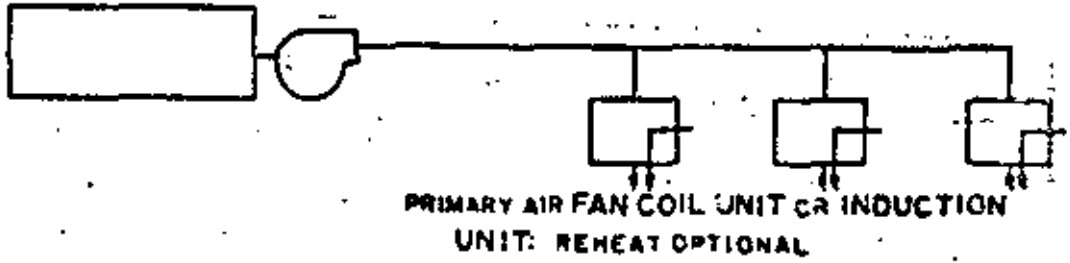 PRIMARY AIR FAN COIL UNIT OR INDUCTION
UNIT: REHEAT OPTIONAL